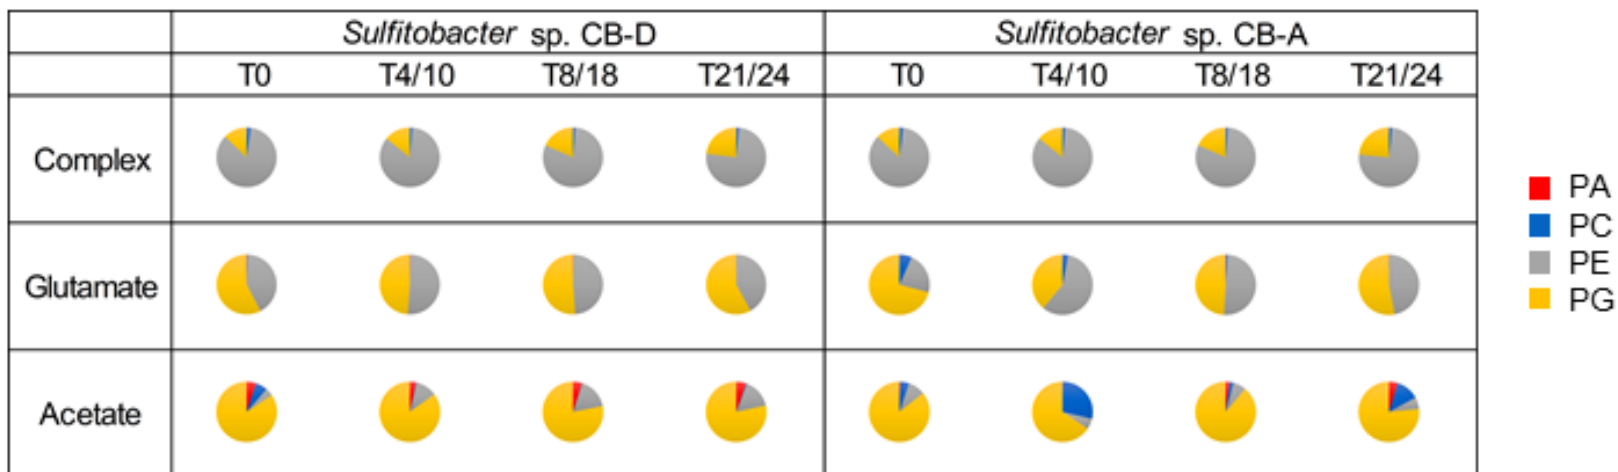 Sulfitobacter sp. CB-D Sulfitobacter sp. CB-A
T0 T4/10 T8/18 T21/24 T0 T4/10 T8/18 T21/24
Complex
Glutamate
Acetate
PA
PC
PE
PG